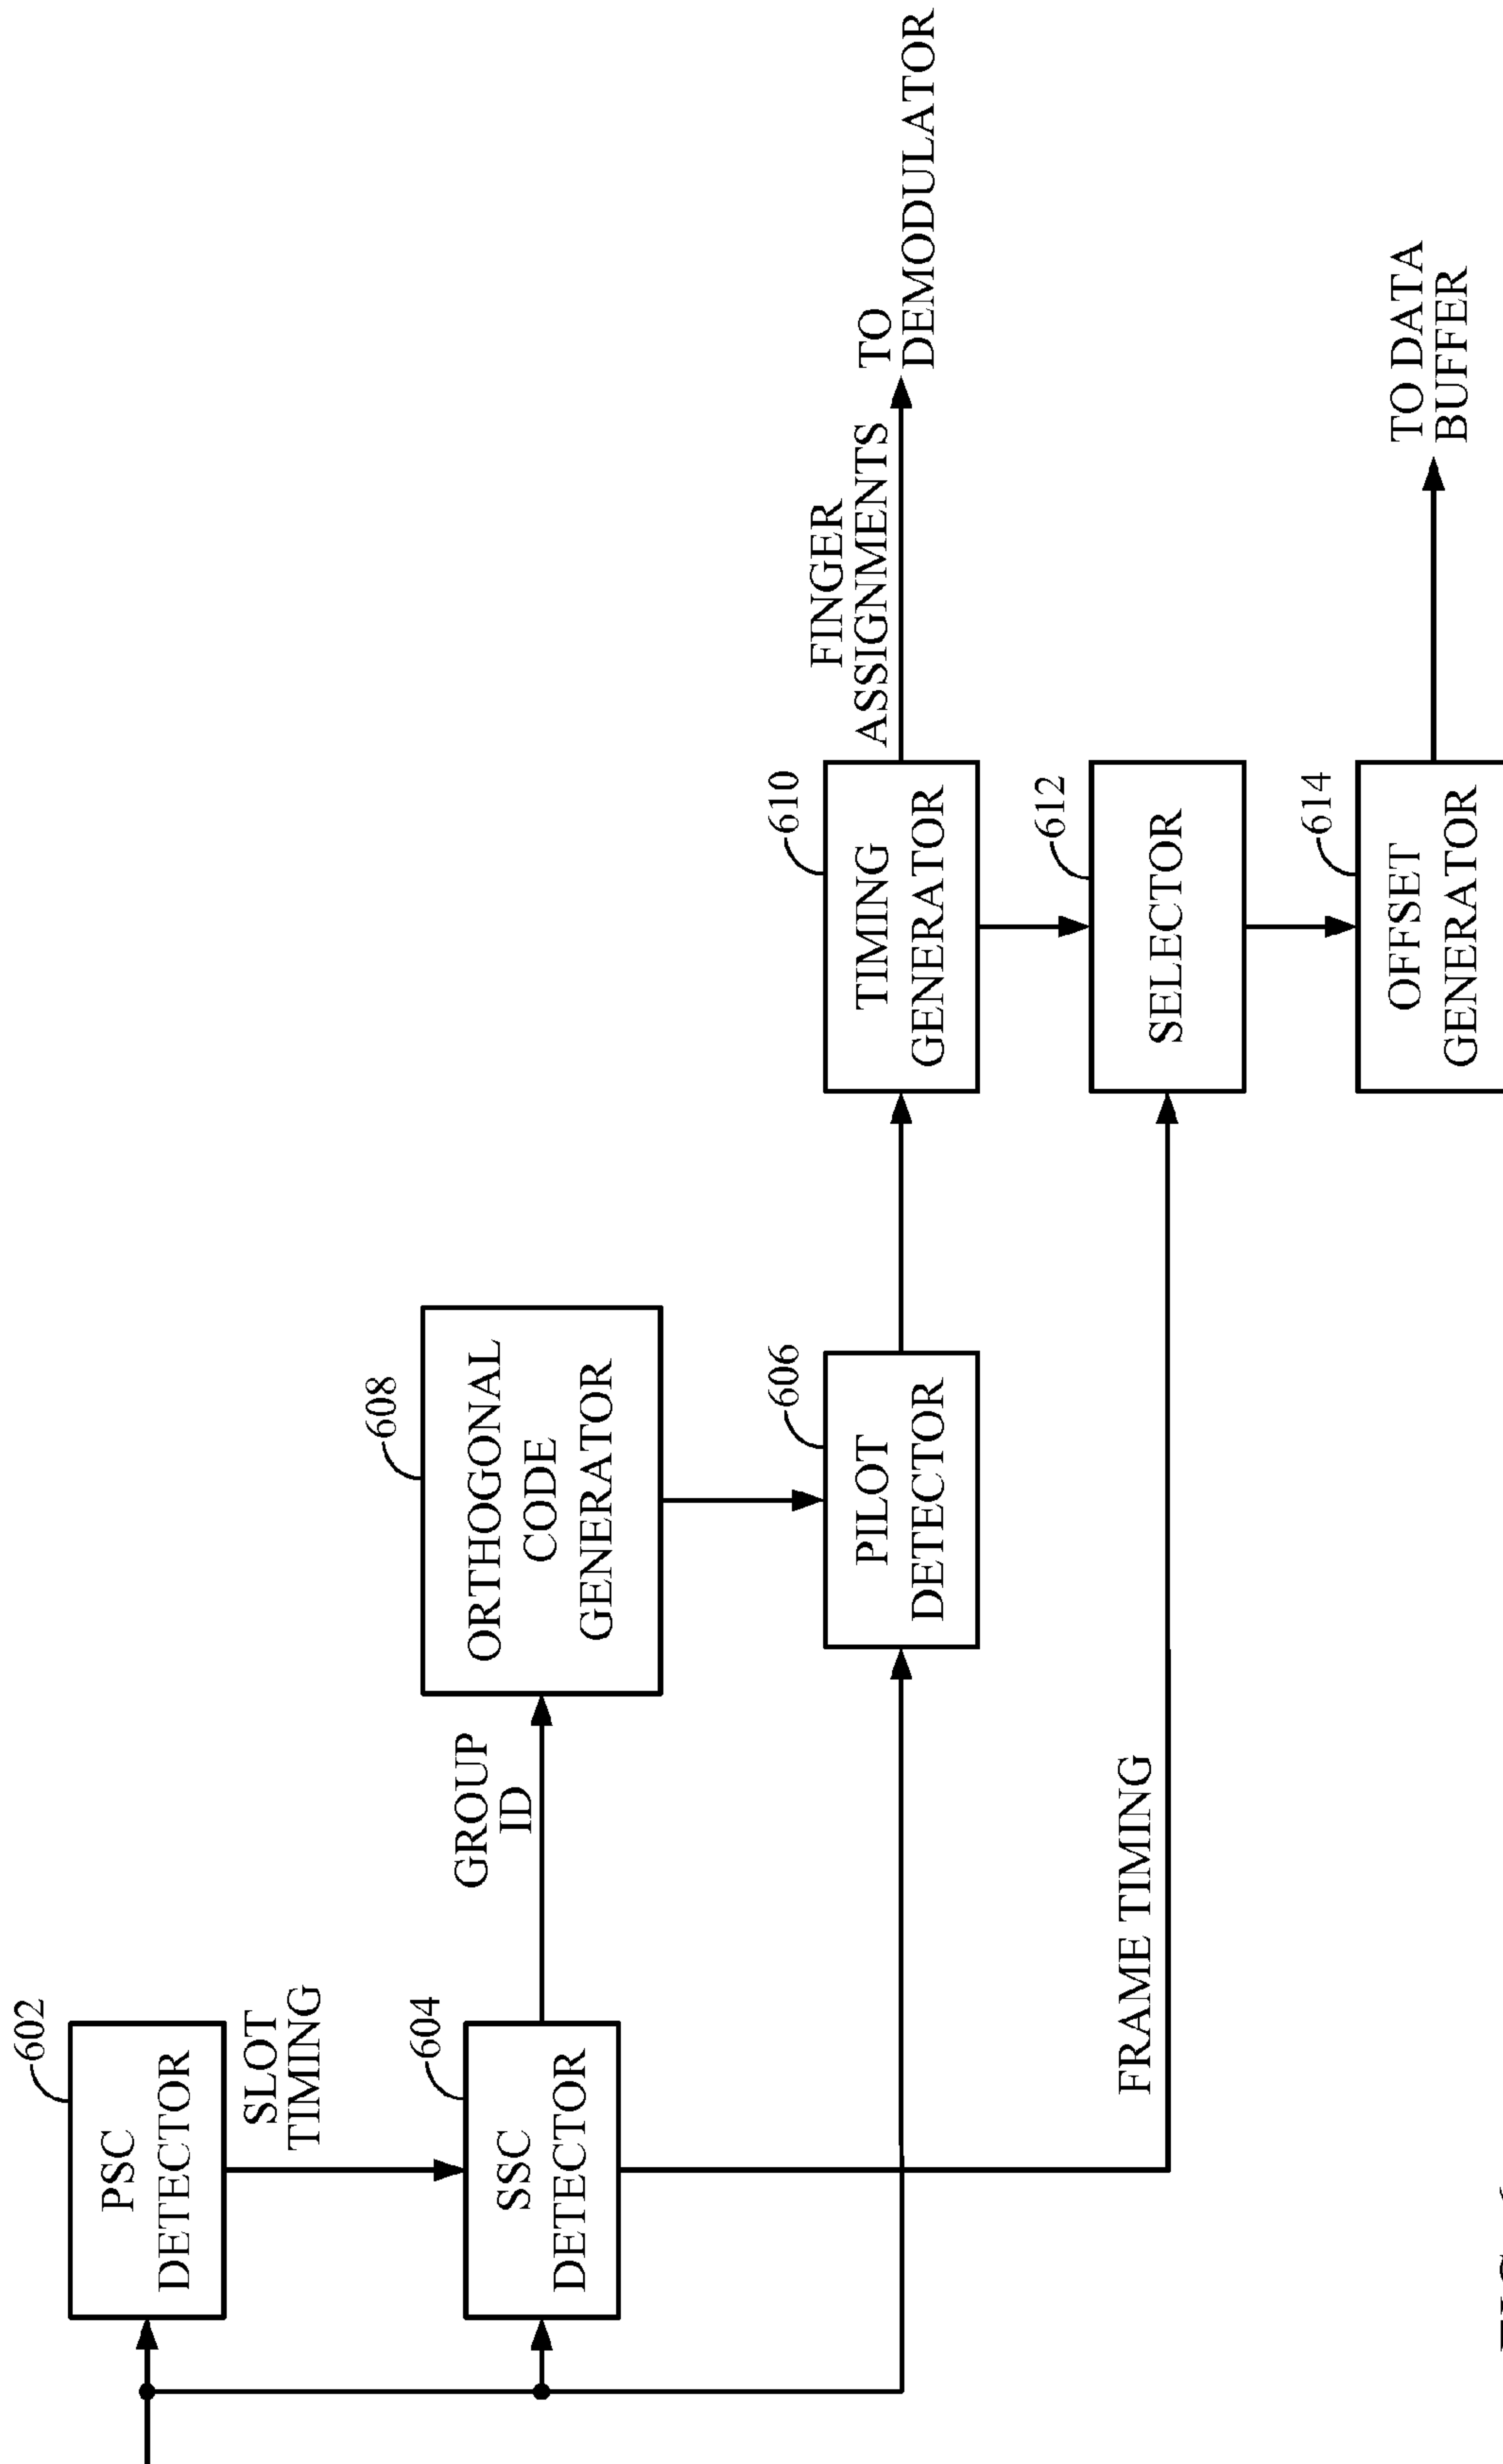 602
PSC
DETECTOR
SLOT
TIMING
604
SSC
DETECTOR
GROUP
ID
608
ORTHOGONAL
CODE
GENERATOR
606
PILOT
DETECTOR
FRAME TIMING
610
TIMING
GENERATOR
FINGER
ASSIGNMENTS
TO
DEMODULATOR
612
SELECTOR
614
OFFSET
GENERATOR
TO DATA
BUFFER